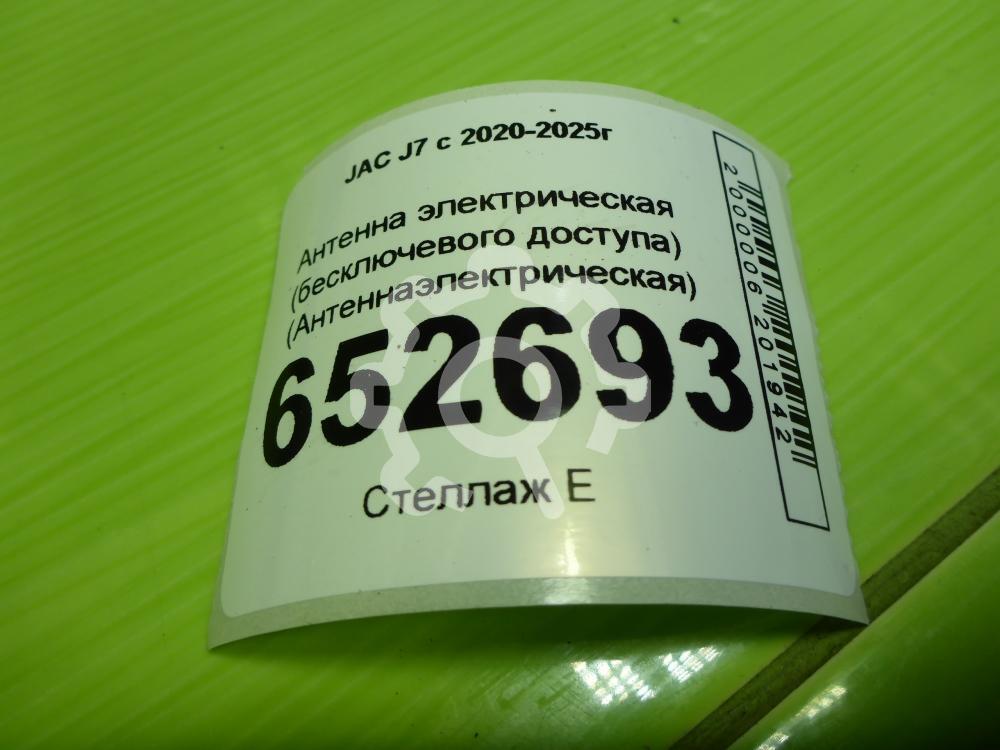 JAC J7 с 2020-2025г
Антенна электрическая
(бесключевого доступа)
(Антеннаэлектрическая)
652693
Стеллаж Е
2000006201942